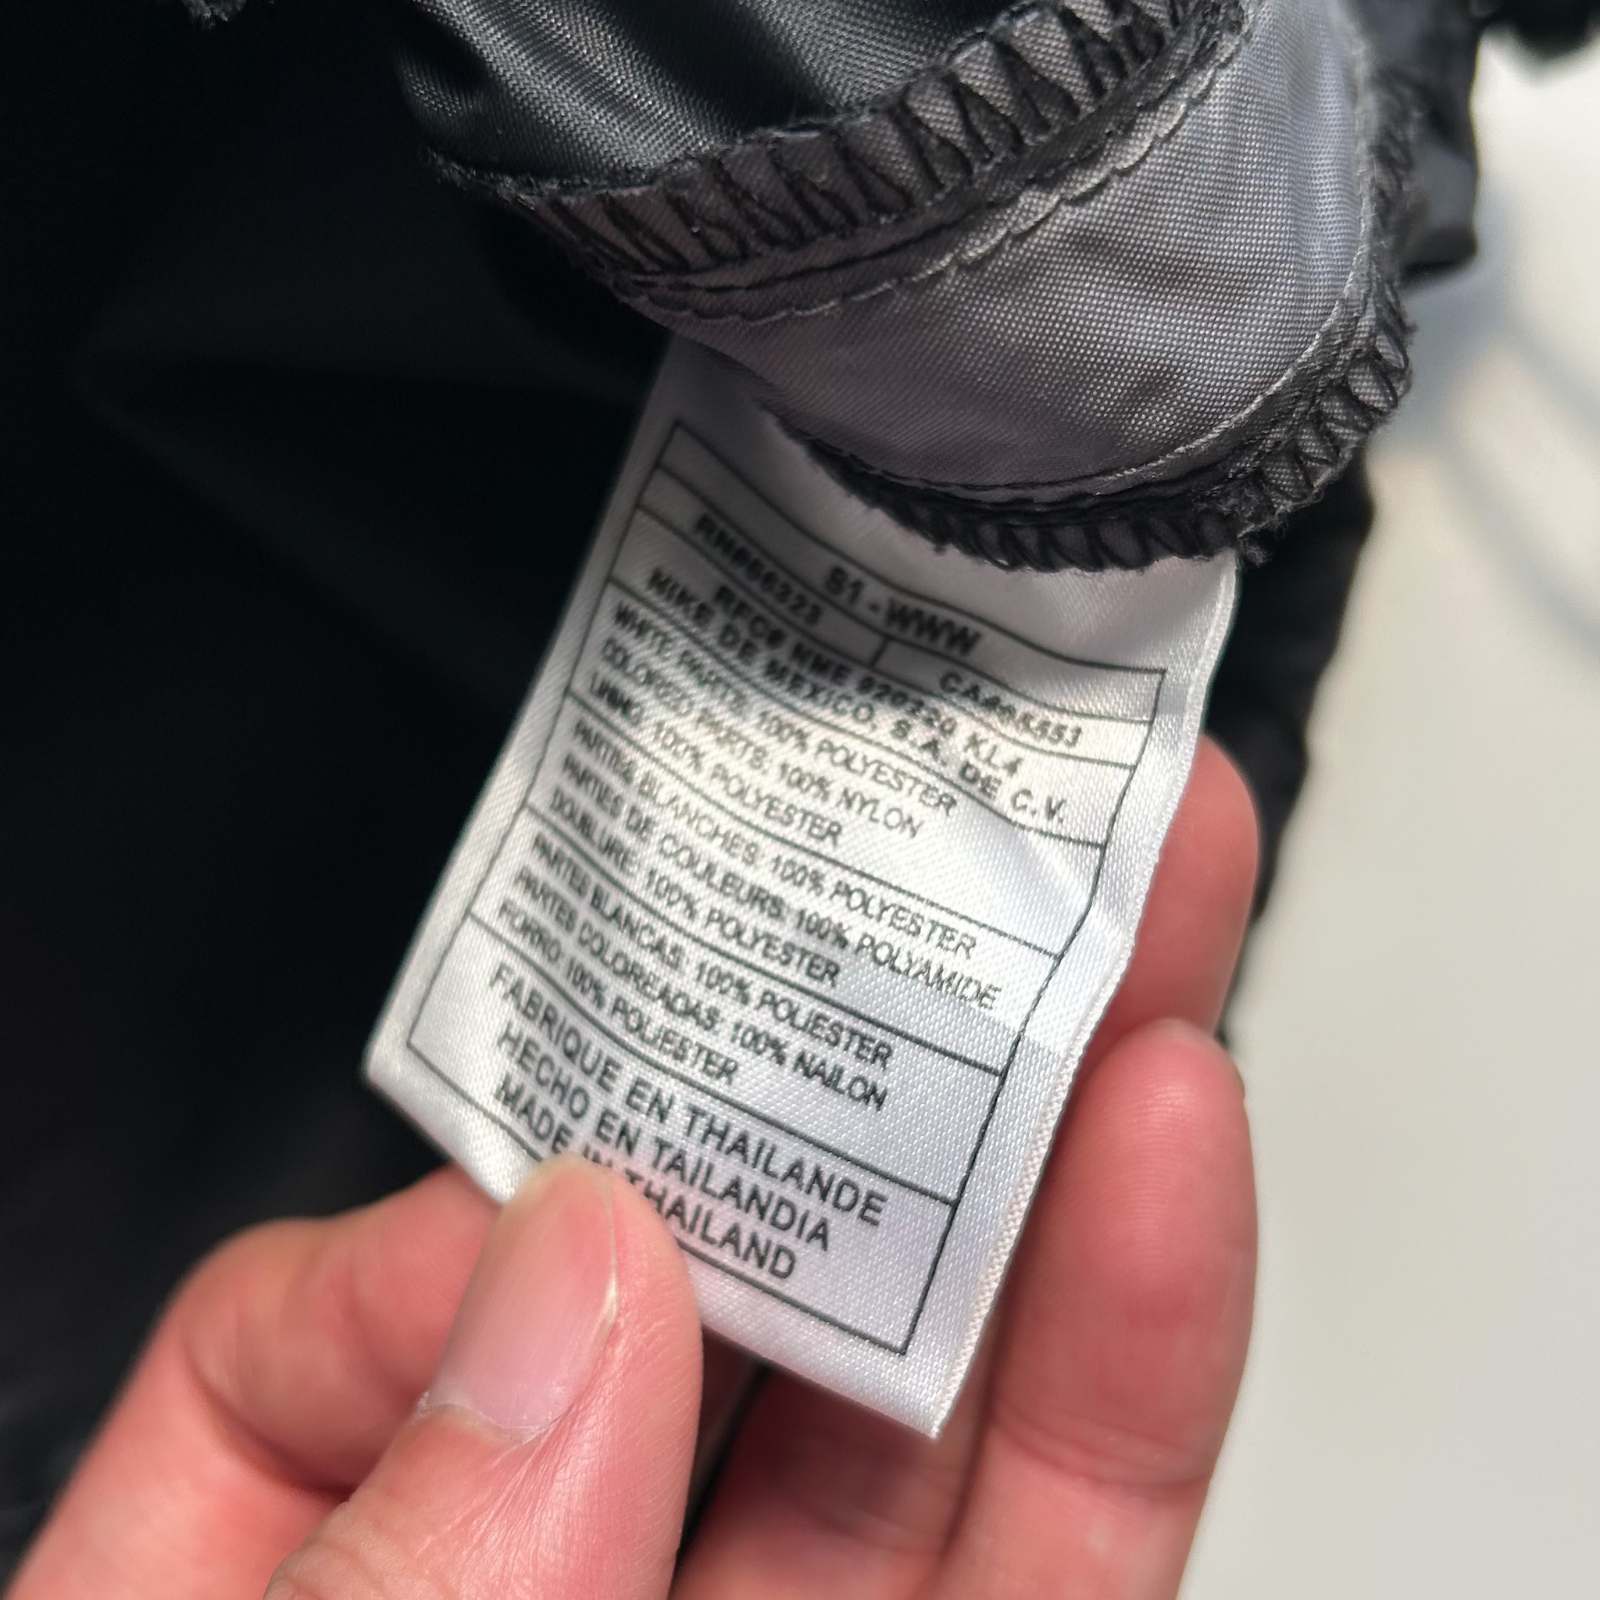 S1 - WWW
RN#56323 CA#05553
RFC# NME 920220 KL4
NIKE DE MEXICO, S.A. DE C.V.
WHITE PARTS: 100% POLYESTER
COLORED PARTS: 100% NYLON
LINING: 100% POLYESTER
PARTIES BLANCHES: 100% POLYESTER
PARTIES DE COULEURS: 100% POLYAMIDE
DOUBLURE: 100% POLYESTER
PARTES BLANCAS: 100% POLIESTER
PARTES COLOREADAS: 100% NAILON
FORRO: 100% POLIESTER
FABRIQUE EN THAILANDE
HECHO EN TAILANDIA
MADE IN THAILAND